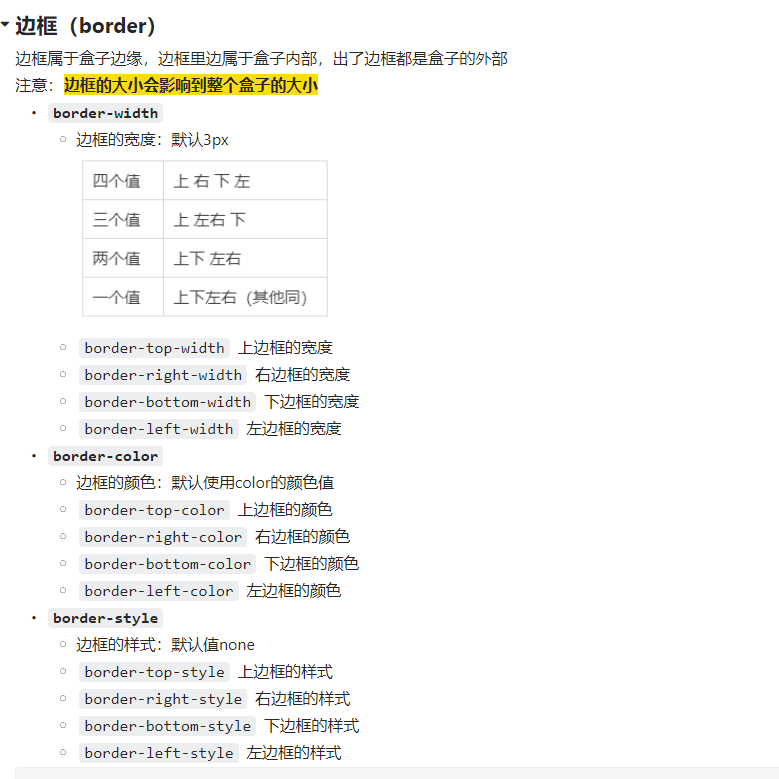 边框（border）
边框属于盒子边缘，边框里边属于盒子内部，出了边框都是盒子的外部
注意：边框的大小会影响到整个盒子的大小
border-width
边框的宽度：默认3px
四个值 上 右 下 左
三个值 上 左右 下
两个值 上下 左右
一个值 上下左右（其他同）
border-top-width 上边框的宽度
border-right-width 右边框的宽度
border-bottom-width 下边框的宽度
border-left-width 左边框的宽度
border-color
边框的颜色：默认使用color的颜色值
border-top-color 上边框的颜色
border-right-color 右边框的颜色
border-bottom-color 下边框的颜色
border-left-color 左边框的颜色
border-style
边框的样式：默认值none
border-top-style 上边框的样式
border-right-style 右边框的样式
border-bottom-style 下边框的样式
border-left-style 左边框的样式